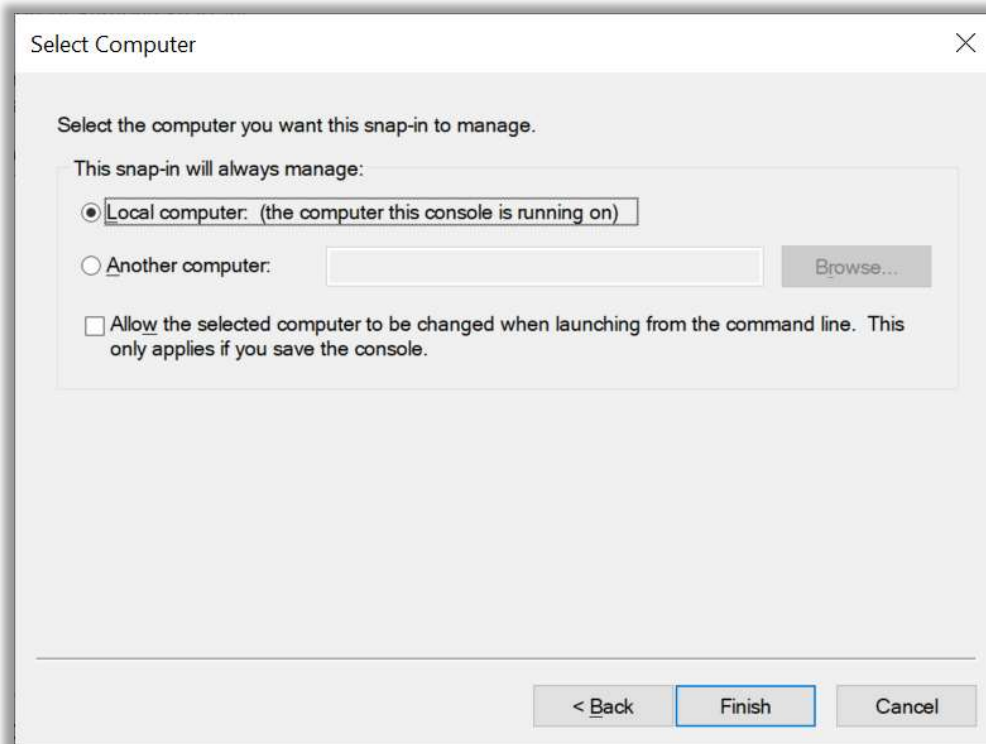 Select Computer
Select the computer you want this snap-in to manage.
This snap-in will always manage:
Local computer: (the computer this console is running on)
Another computer:
Browse...
Allow the selected computer to be changed when launching from the command line. This
only applies if you save the console.
< Back
Finish
Cancel